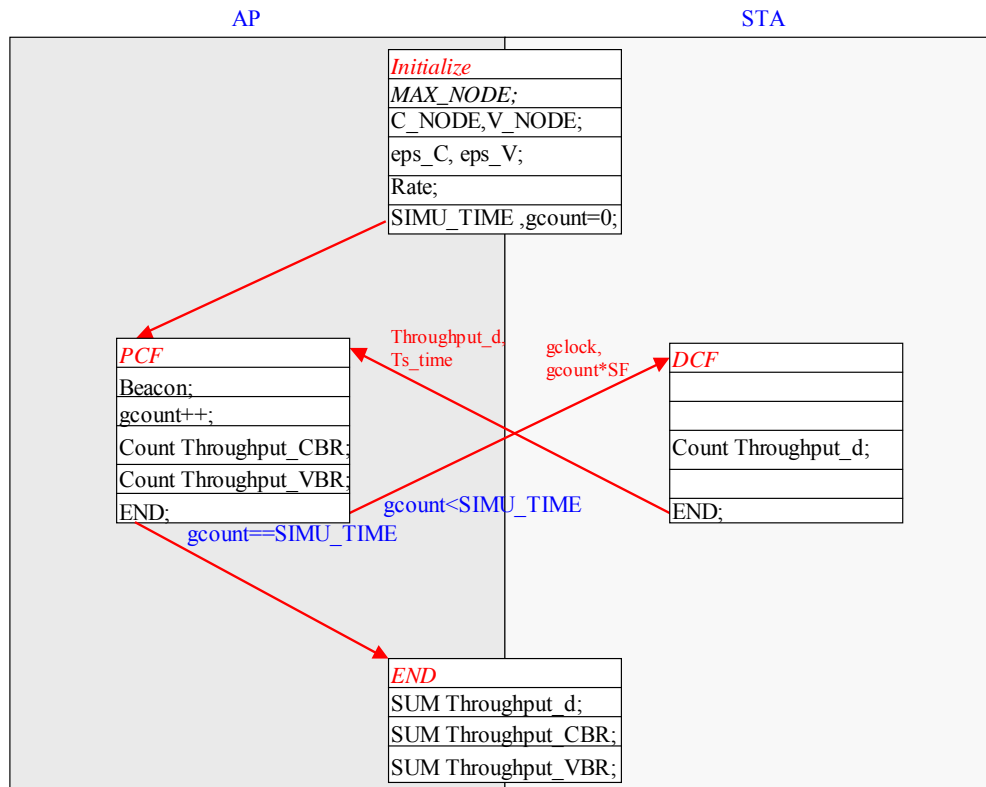 AP
STA
Initialize
MAX_NODE;
C_NODE,V_NODE;
eps_C, eps_V;
Rate;
SIMU_TIME ,gcount=0;
PCF
Beacon;
gcount++;
Count Throughput_CBR;
Count Throughput_VBR;
END;
Throughput_d,
Ts_time
gclock,
gcount*SF
DCF
Count Throughput_d;
END;
gcount<SIMU_TIME
gcount==SIMU_TIME
END
SUM Throughput_d;
SUM Throughput_CBR;
SUM Throughput_VBR;